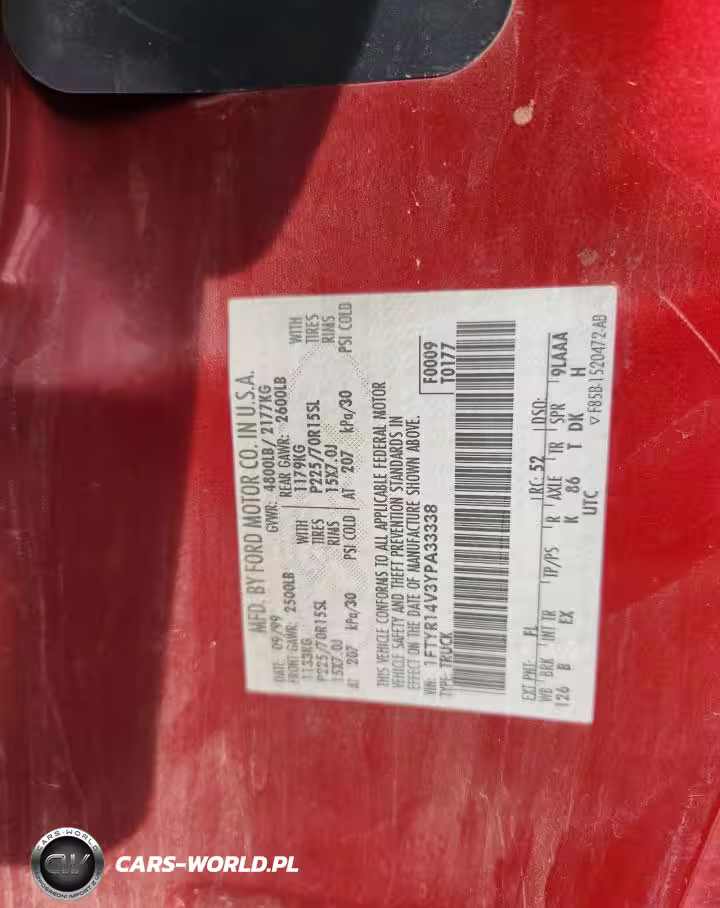 MFD. BY FORD MOTOR CO. IN U.S.A.
DATE: 09/99 GVWR: 4800LB/ 2177KG
FRONT GAWR: 2500LB REAR GAWR: 2600LB
1133KG WITH 1179KG WITH
P225/70R15SL TIRES P225/70R15SL TIRES
15X7.0J RIMS 15X7.0J RIMS
AT 207 kPa/30 PSI COLD AT 207 kPa/30 PSI COLD
THIS VEHICLE CONFORMS TO ALL APPLICABLE FEDERAL MOTOR
VEHICLE SAFETY AND THEFT PREVENTION STANDARDS IN
EFFECT ON THE DATE OF MANUFACTURE SHOWN ABOVE.
VIN: 1FTYR14V3YPA33338 F0009
TYPE: TRUCK T0177
EXT PNT: FL RC: 52 DSO:
WB BRK INT TR TP/PS R AXLE TR SPR 9LAAA
126 B EX K 86 T DK H
UTC ▽F85B-1520472-AB
CARS-WORLD
CW
CARS-WORLD.PL